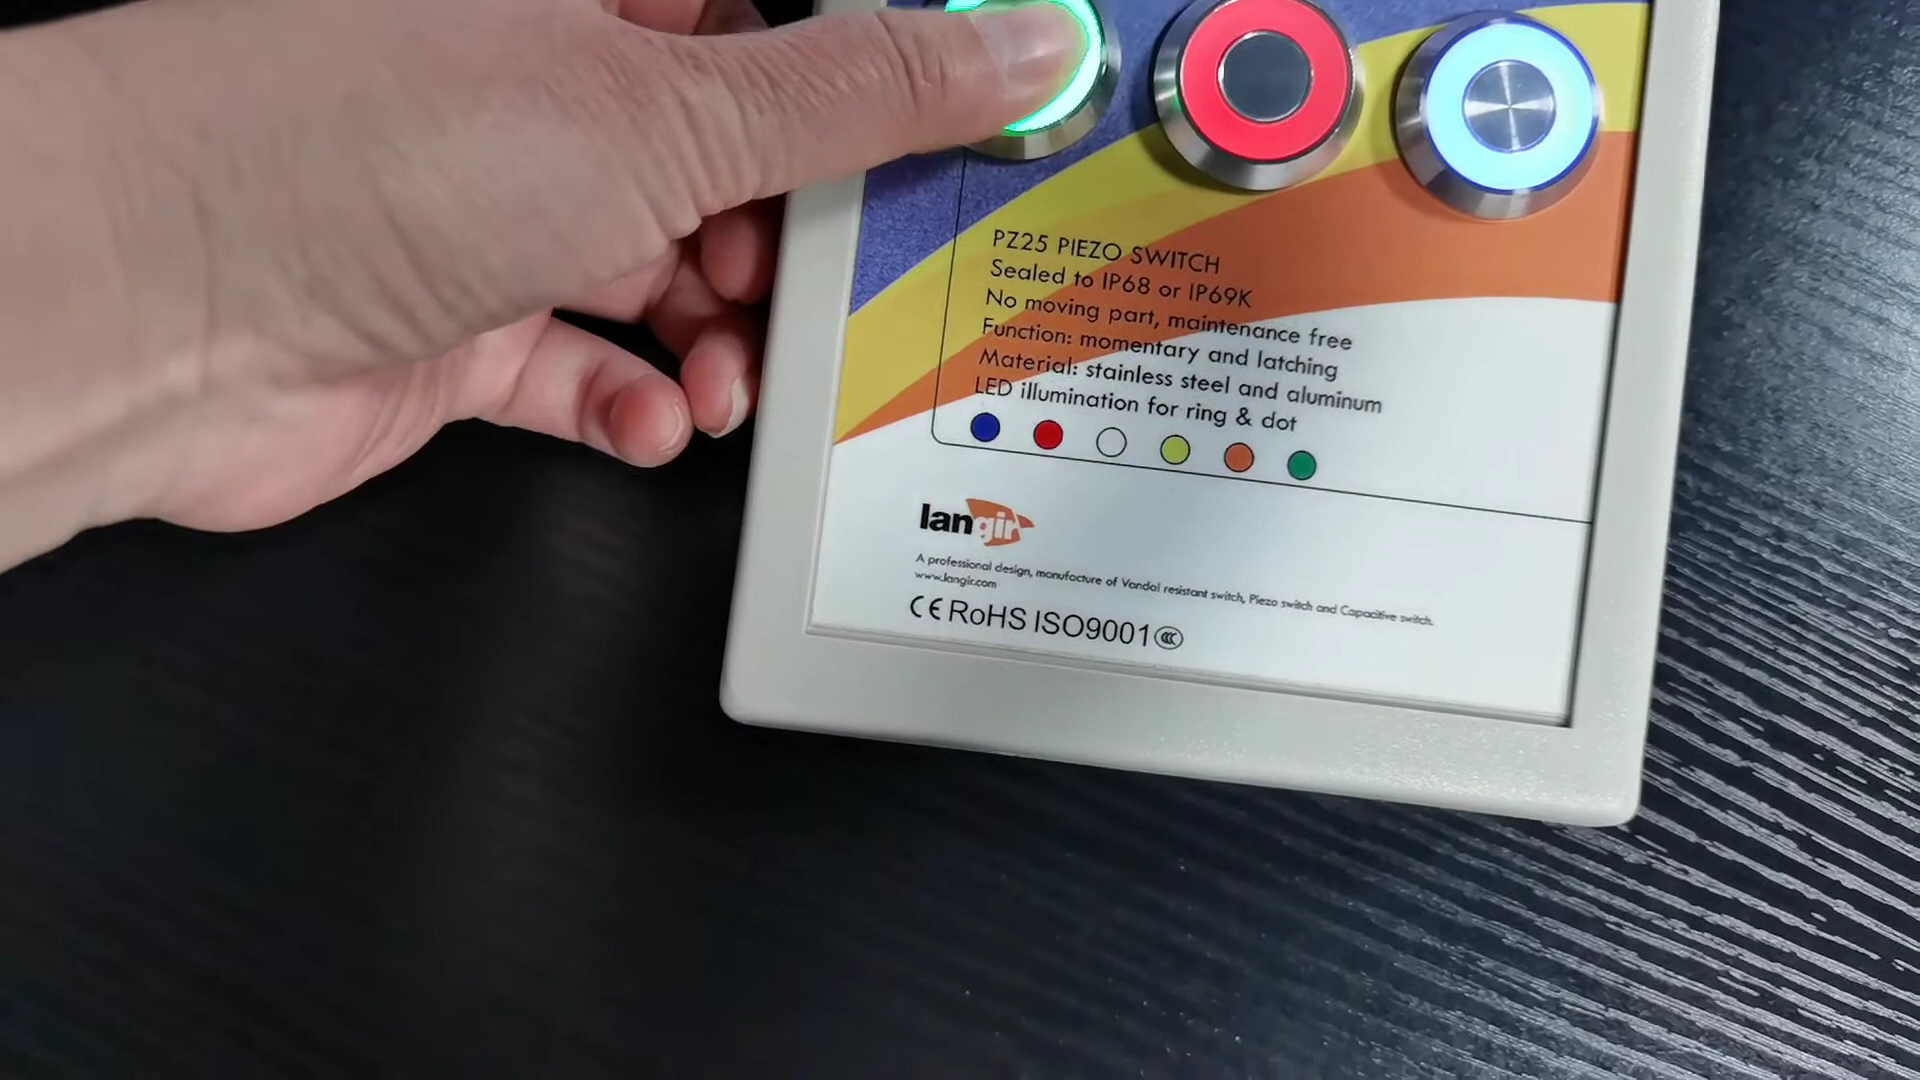 PZ25 PIEZO SWITCH
Sealed to IP68 or IP69K
No moving part, maintenance free
Function: momentary and latching
Material: stainless steel and aluminum
LED illumination for ring & dot
langir
A professional design, manufacture of Vandal resistant switch, Piezo switch and Capacitive switch.
www.langir.com
CE RoHS ISO9001 CCC